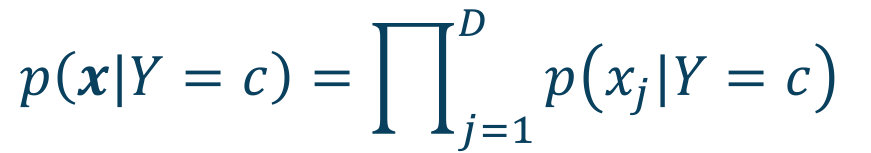 p(x|Y = c) = ∏_{j=1}^{D} p(x_j|Y = c)